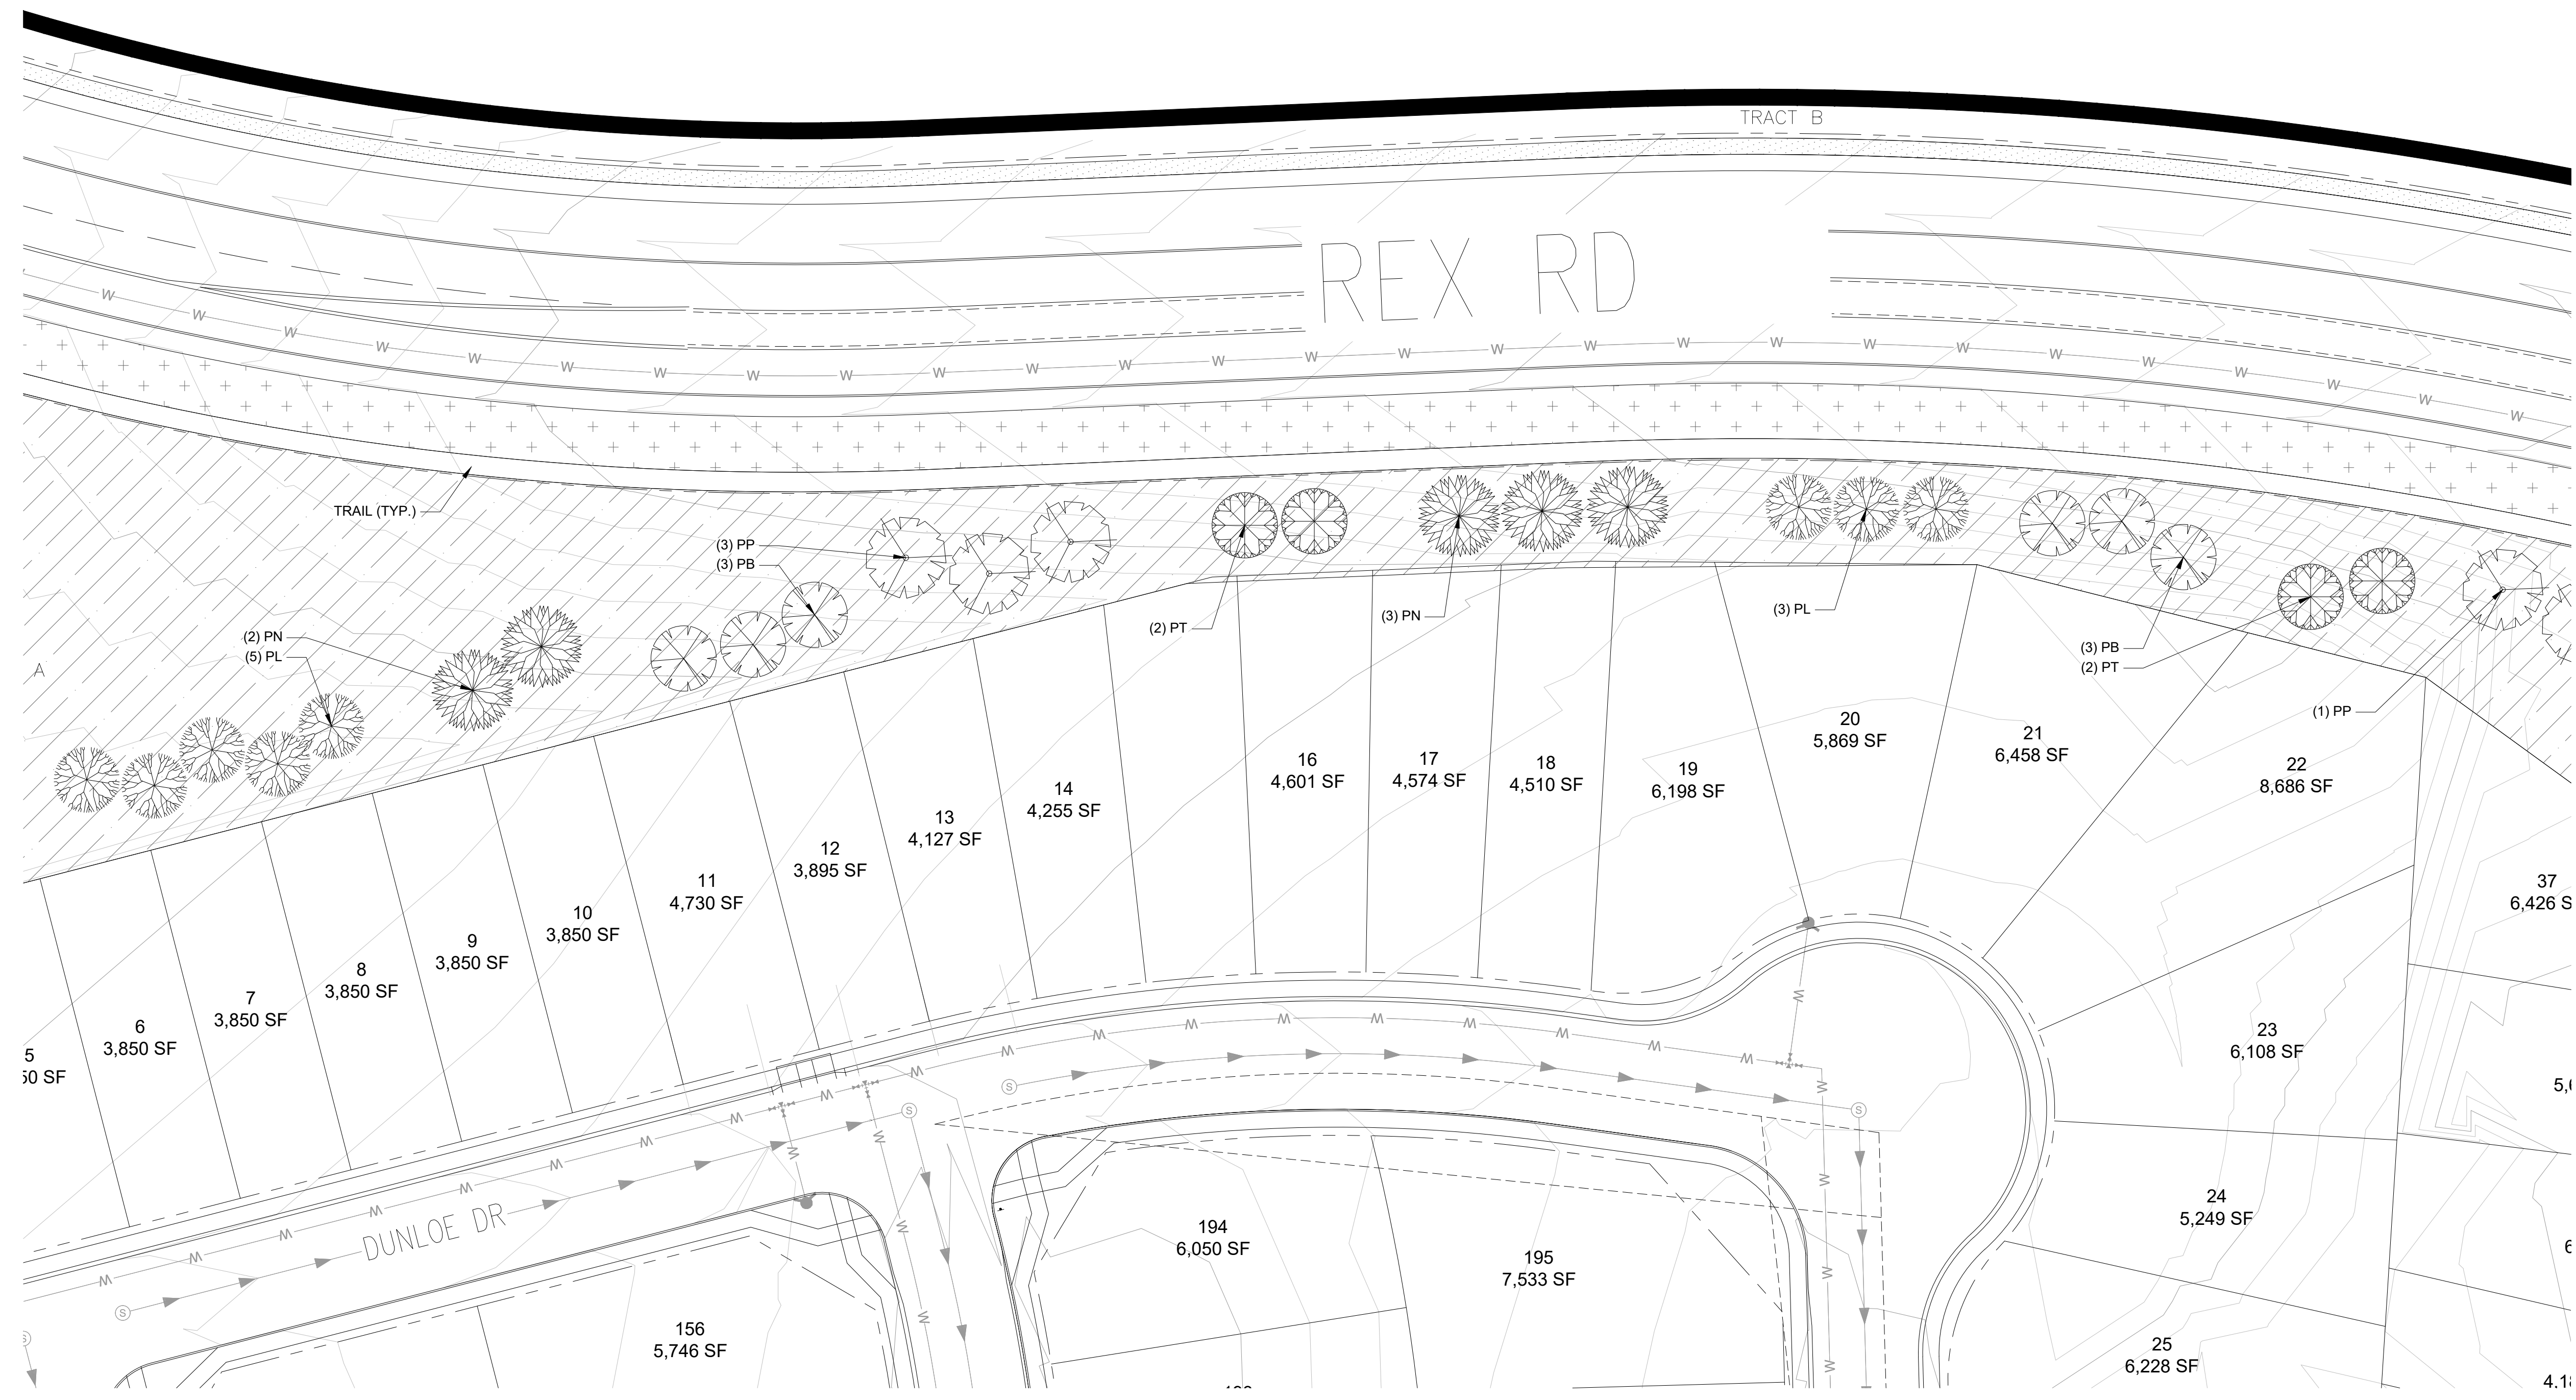 TRACT B
REX RD
TRAIL (TYP.)
(3) PP
(3) PB
(2) PT
(3) PN
(3) PL
(3) PB
(2) PT
(1) PP
(2) PN
(5) PL
A
5
50 SF
6
3,850 SF
7
3,850 SF
8
3,850 SF
9
3,850 SF
10
3,850 SF
11
4,730 SF
12
3,895 SF
13
4,127 SF
14
4,255 SF
16
4,601 SF
17
4,574 SF
18
4,510 SF
19
6,198 SF
20
5,869 SF
21
6,458 SF
22
8,686 SF
37
6,426 S
23
6,108 SF
24
5,249 SF
25
6,228 SF
DUNLOE DR
194
6,050 SF
195
7,533 SF
156
5,746 SF